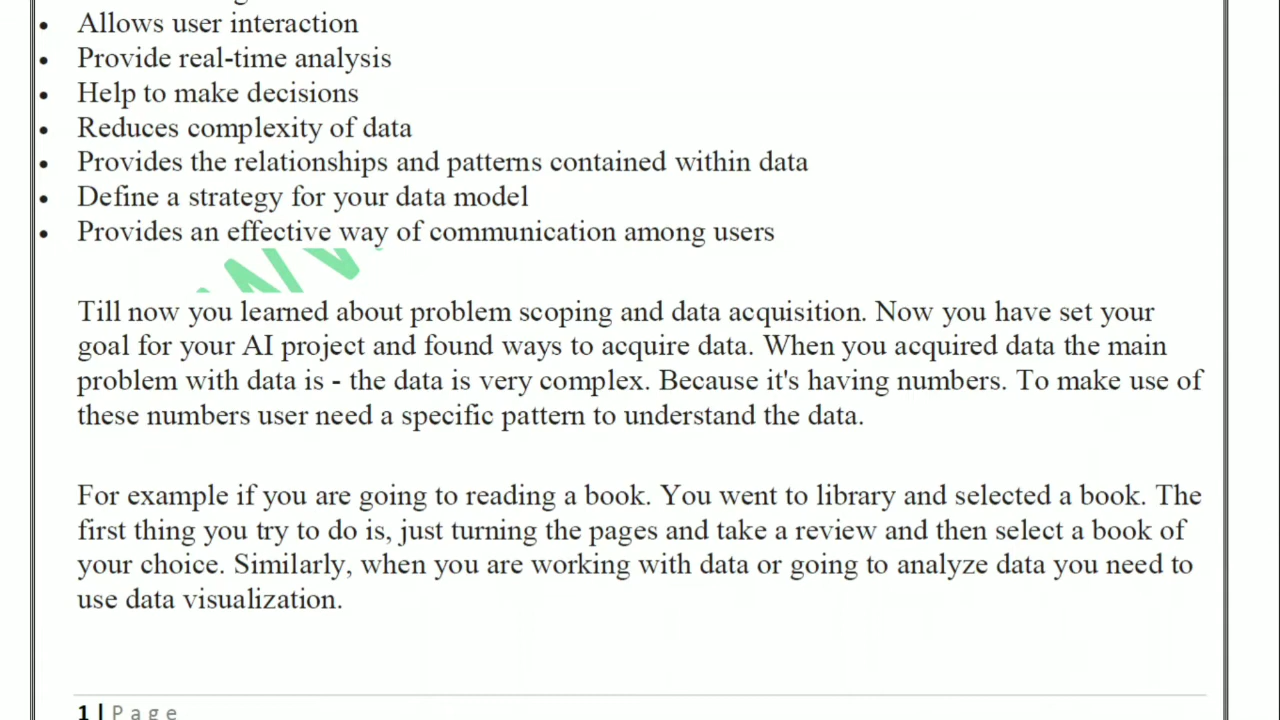 • Allows user interaction
• Provide real-time analysis
• Help to make decisions
• Reduces complexity of data
• Provides the relationships and patterns contained within data
• Define a strategy for your data model
• Provides an effective way of communication among users
Till now you learned about problem scoping and data acquisition. Now you have set your
goal for your AI project and found ways to acquire data. When you acquired data the main
problem with data is - the data is very complex. Because it's having numbers. To make use of
these numbers user need a specific pattern to understand the data.
For example if you are going to reading a book. You went to library and selected a book. The
first thing you try to do is, just turning the pages and take a review and then select a book of
your choice. Similarly, when you are working with data or going to analyze data you need to
use data visualization.
1 | Page